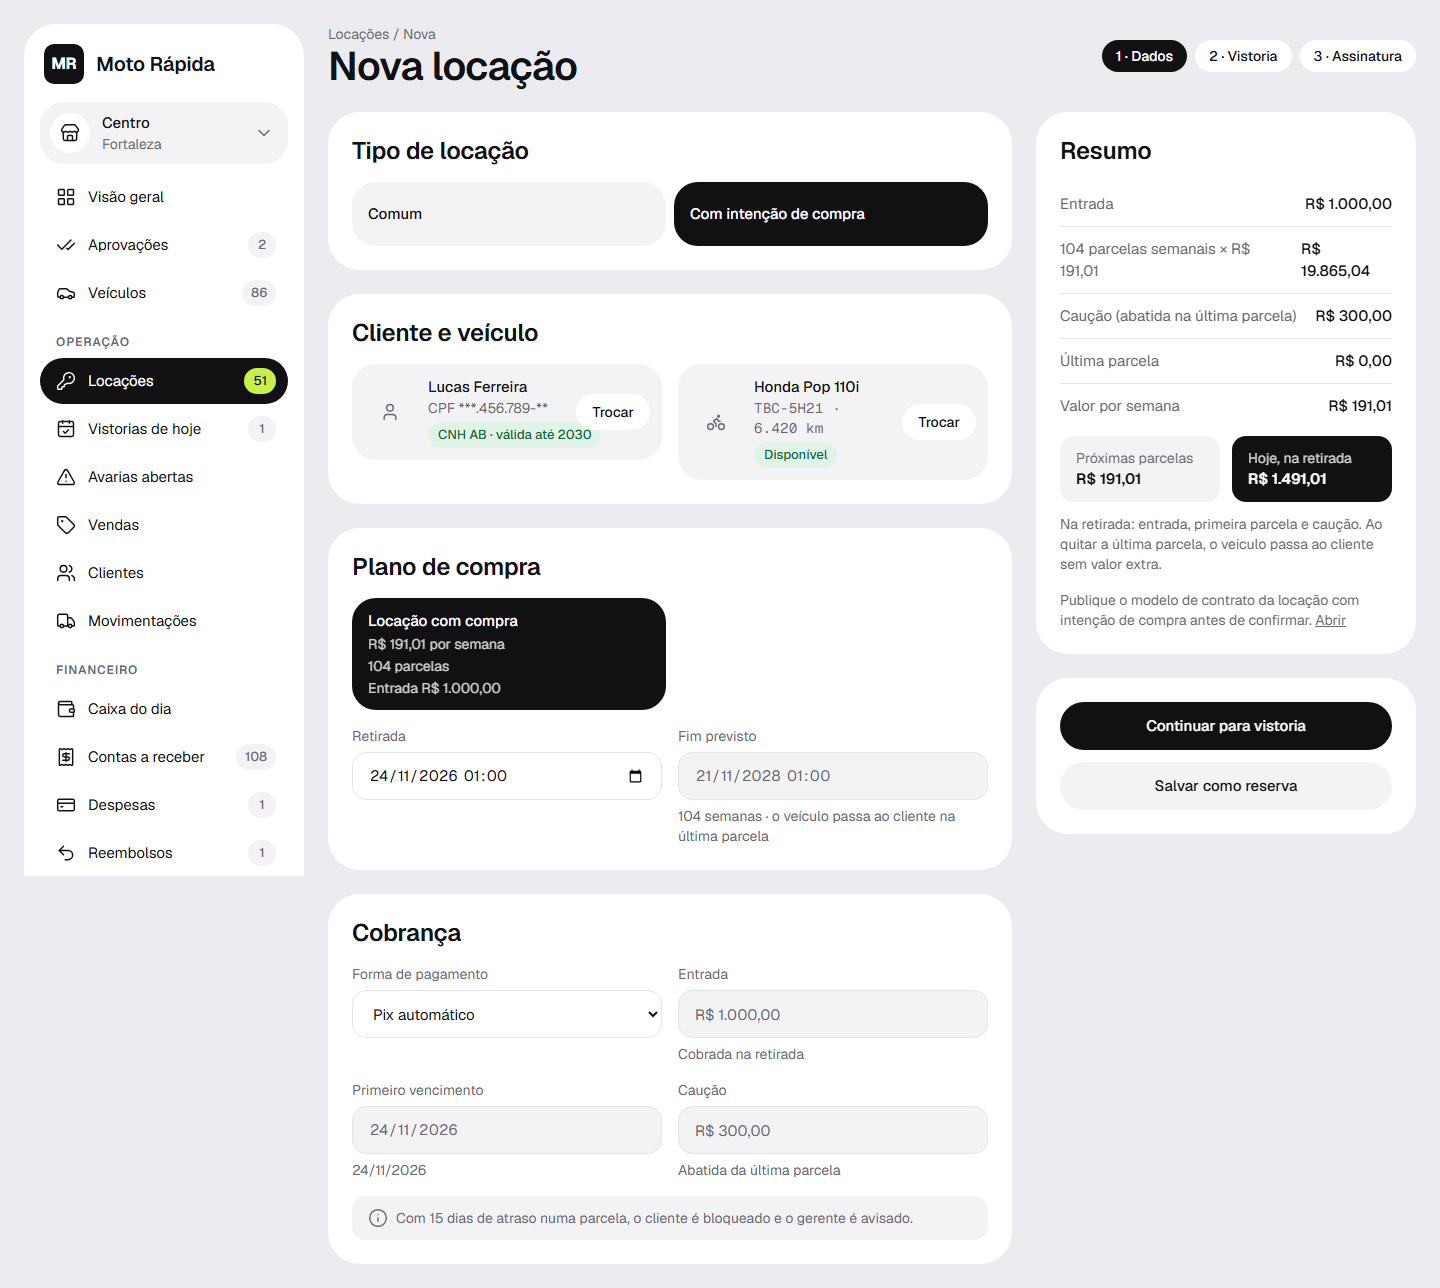 MR
Moto Rápida
Centro
Fortaleza
Visão geral
Aprovações 2
Veículos 86
OPERAÇÃO
Locações 51
Vistorias de hoje 1
Avarias abertas
Vendas
Clientes
Movimentações
FINANCEIRO
Caixa do dia
Contas a receber 108
Despesas 1
Reembolsos 1
Locações / Nova
Nova locação
1 · Dados
2 · Vistoria
3 · Assinatura
Tipo de locação
Comum
Com intenção de compra
Cliente e veículo
Lucas Ferreira
CPF ***.456.789-**
CNH AB · válida até 2030
Trocar
Honda Pop 110i
TBC-5H21 ·
6.420 km
Disponível
Trocar
Plano de compra
Locação com compra
R$ 191,01 por semana
104 parcelas
Entrada R$ 1.000,00
Retirada
24/11/2026 01:00
Fim previsto
21/11/2028 01:00
104 semanas · o veículo passa ao cliente na
última parcela
Cobrança
Forma de pagamento
Pix automático
Entrada
R$ 1.000,00
Cobrada na retirada
Primeiro vencimento
24/11/2026
24/11/2026
Caução
R$ 300,00
Abatida da última parcela
Com 15 dias de atraso numa parcela, o cliente é bloqueado e o gerente é avisado.
Resumo
Entrada R$ 1.000,00
104 parcelas semanais × R$
191,01
R$
19.865,04
Caução (abatida na última parcela) R$ 300,00
Última parcela R$ 0,00
Valor por semana R$ 191,01
Próximas parcelas
R$ 191,01
Hoje, na retirada
R$ 1.491,01
Na retirada: entrada, primeira parcela e caução. Ao
quitar a última parcela, o veículo passa ao cliente
sem valor extra.
Publique o modelo de contrato da locação com
intenção de compra antes de confirmar. Abrir
Continuar para vistoria
Salvar como reserva